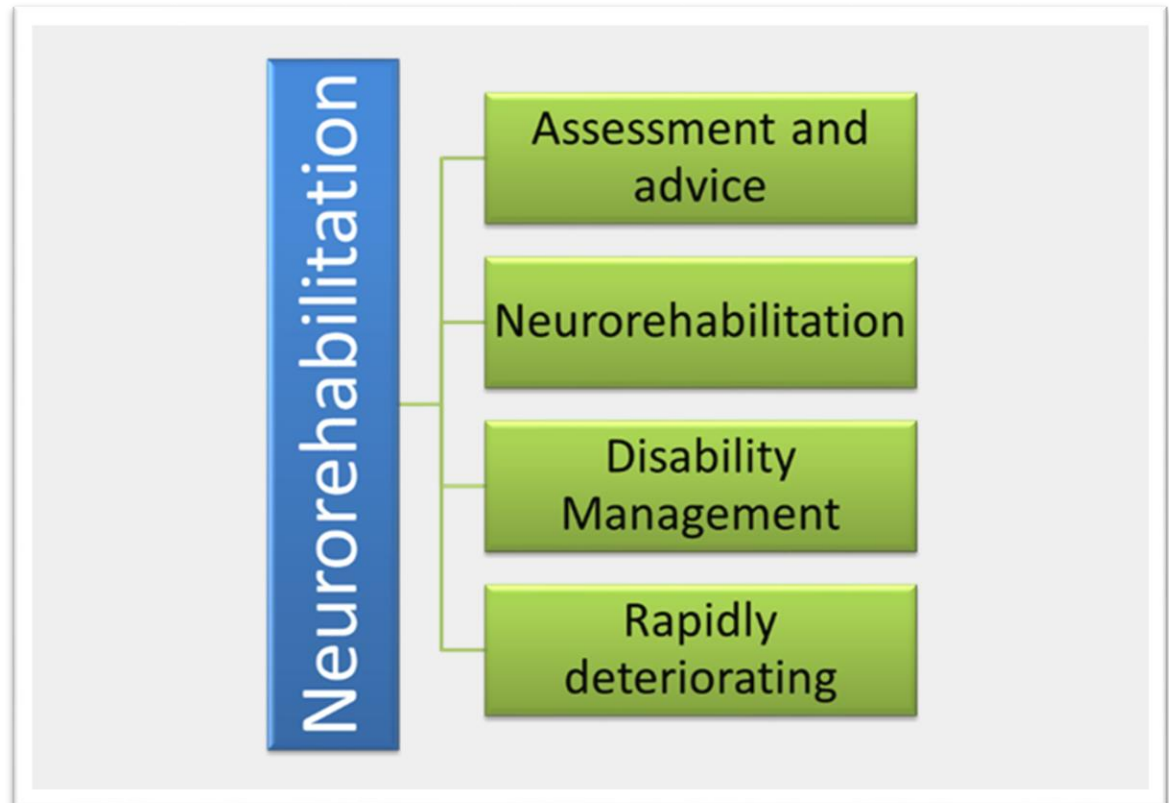 Neurorehabilitation
Assessment and
advice
Neurorehabilitation
Disability
Management
Rapidly
deteriorating